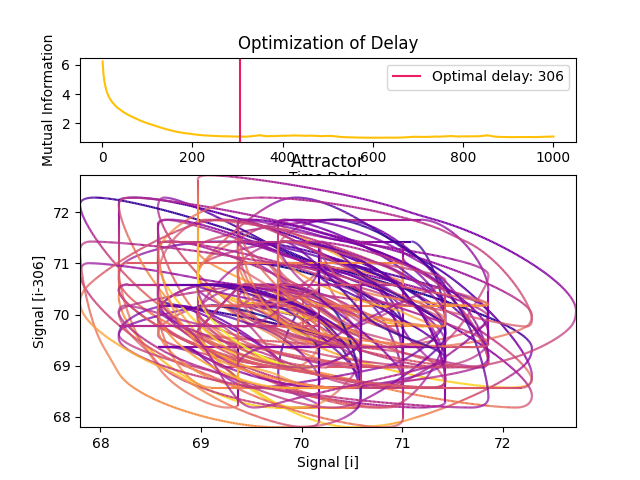 Optimization of Delay
Mutual Information
6
4
2
Optimal delay: 306
0 200 400 600 800 1000
Attractor
Signal [i-306]
72
71
70
69
68
68 69 70 71 72
Signal [i]